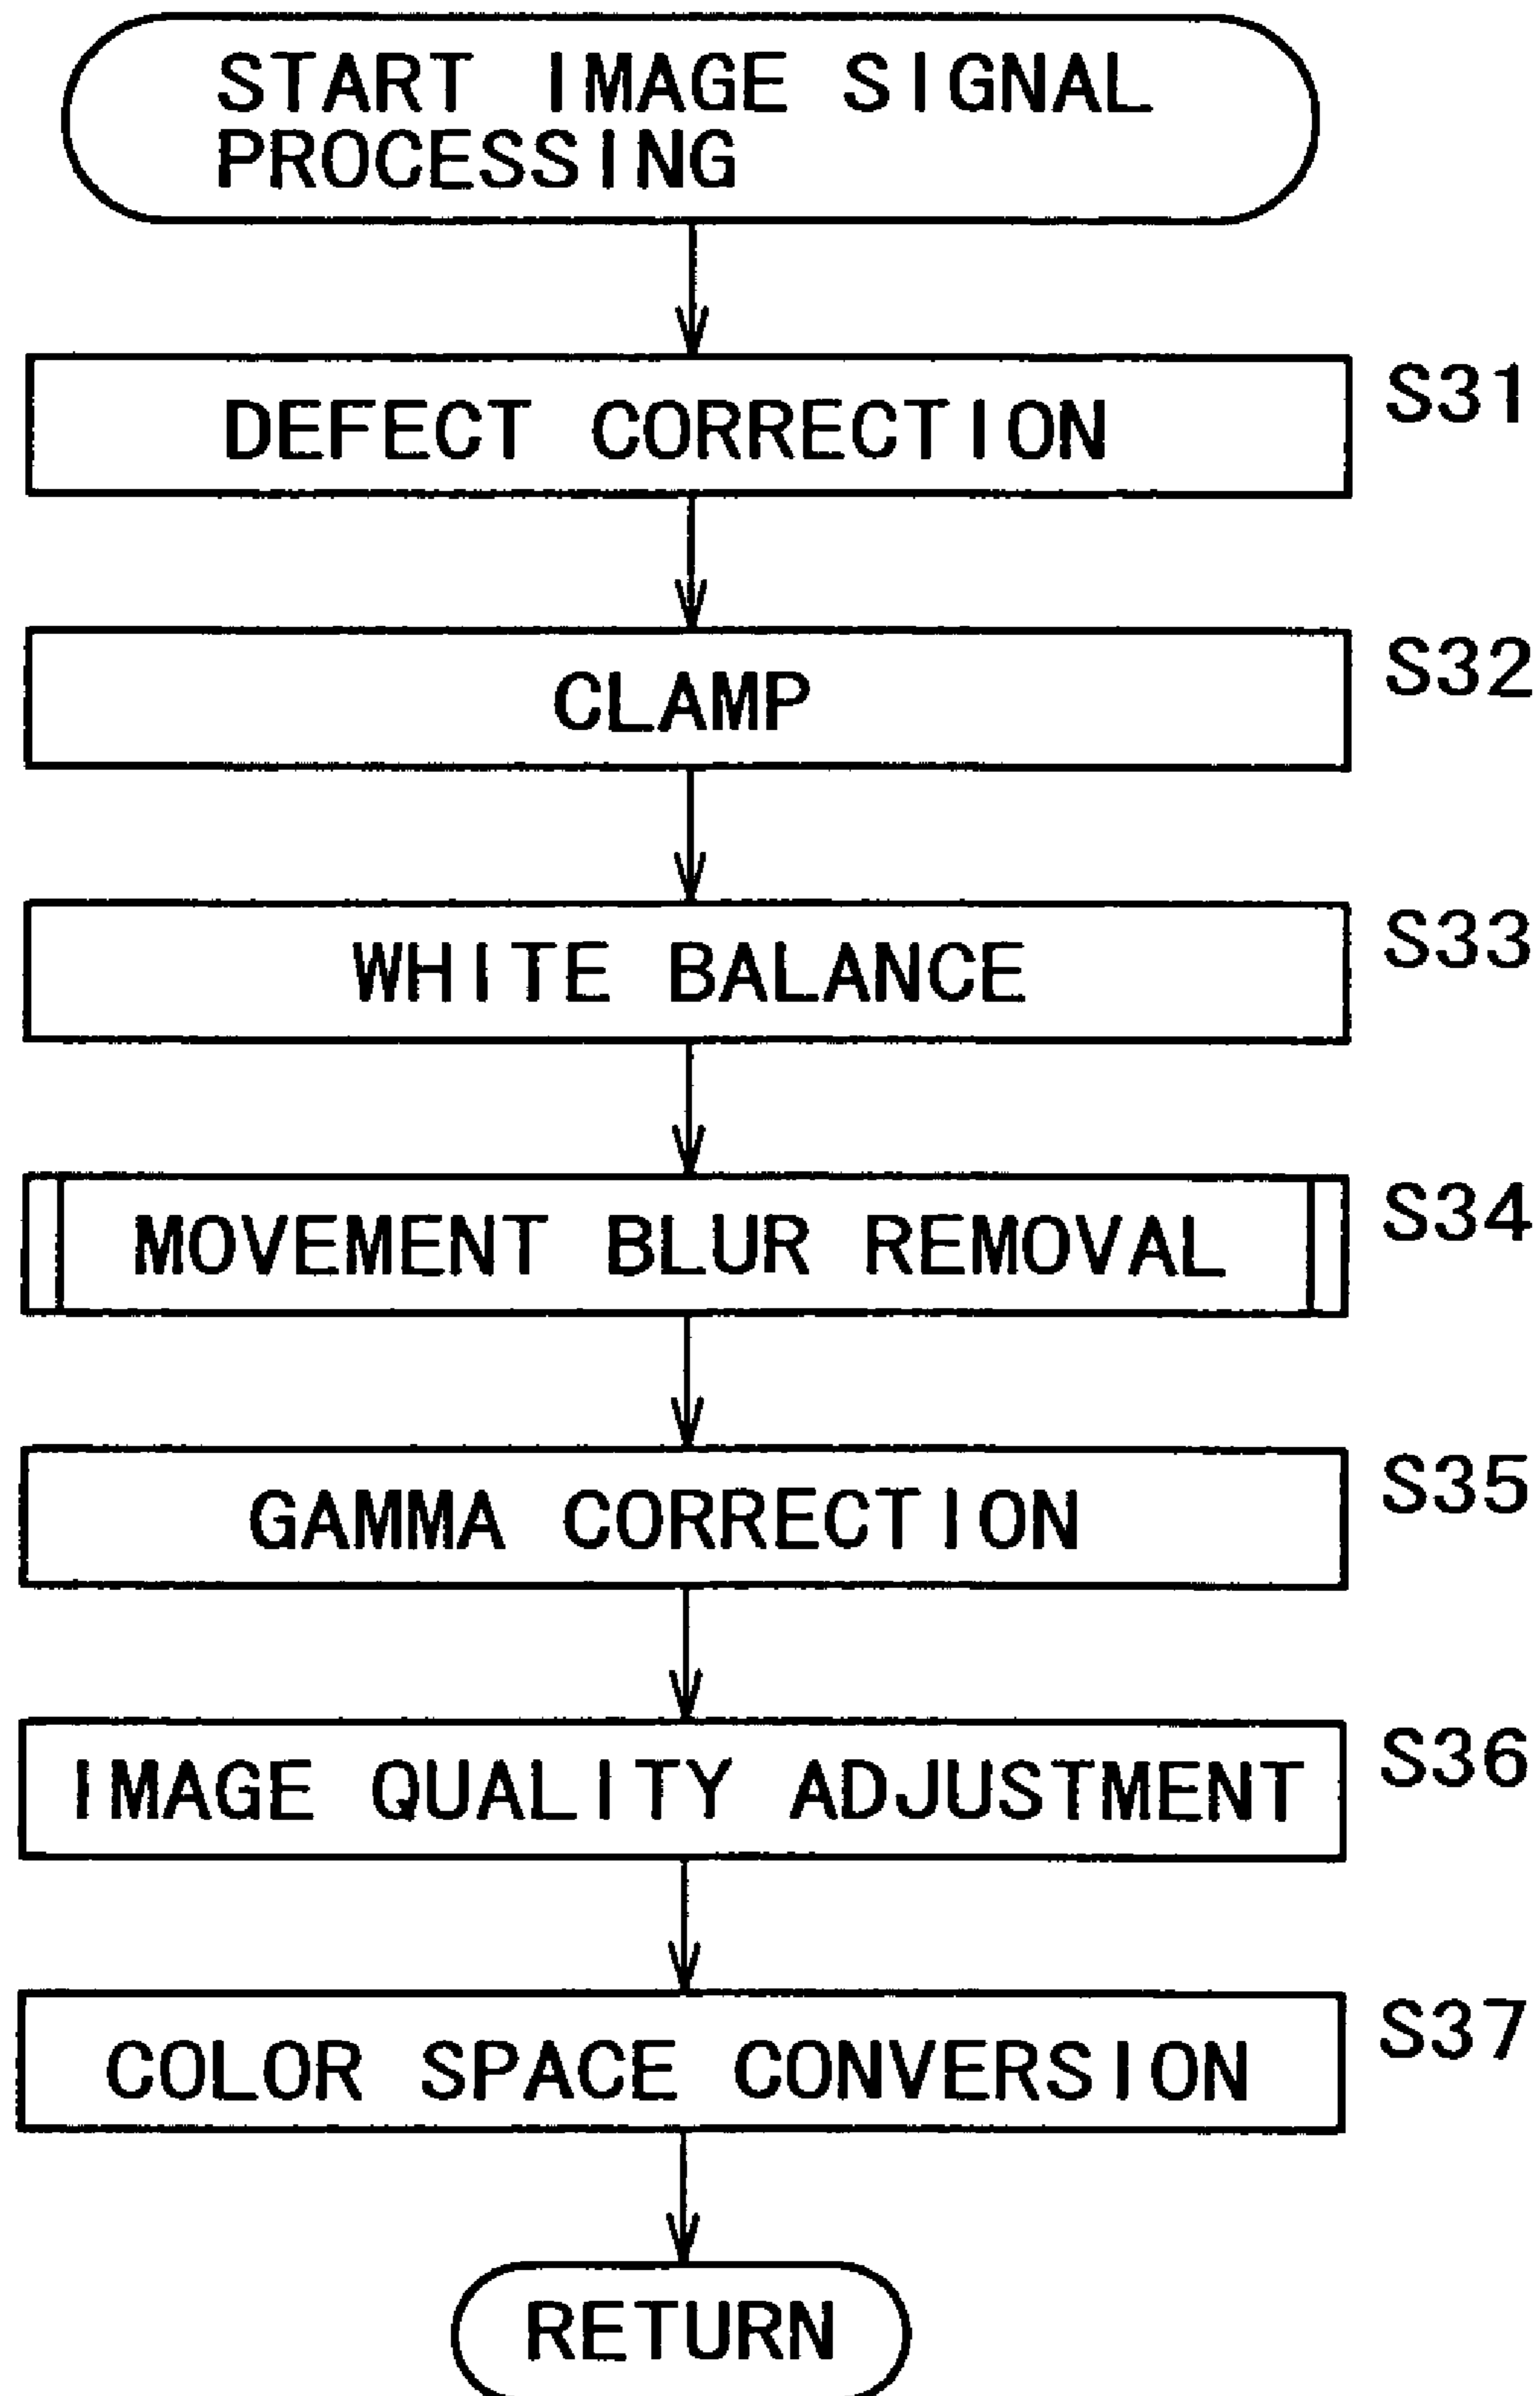 START IMAGE SIGNAL
PROCESSING
DEFECT CORRECTION
S31
CLAMP
S32
WHITE BALANCE
S33
MOVEMENT BLUR REMOVAL
S34
GAMMA CORRECTION
S35
IMAGE QUALITY ADJUSTMENT
S36
COLOR SPACE CONVERSION
S37
RETURN